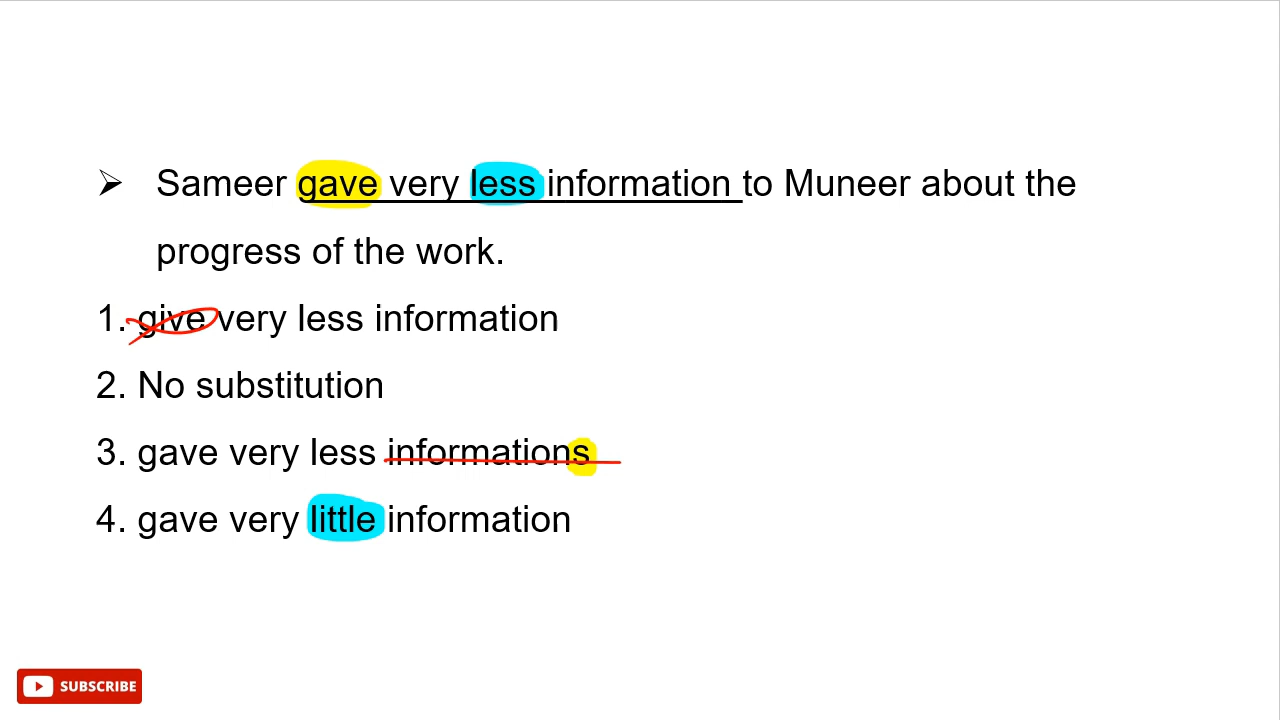 ➢ Sameer gave very less information to Muneer about the
progress of the work.
1. give very less information
2. No substitution
3. gave very less informations
4. gave very little information
SUBSCRIBE